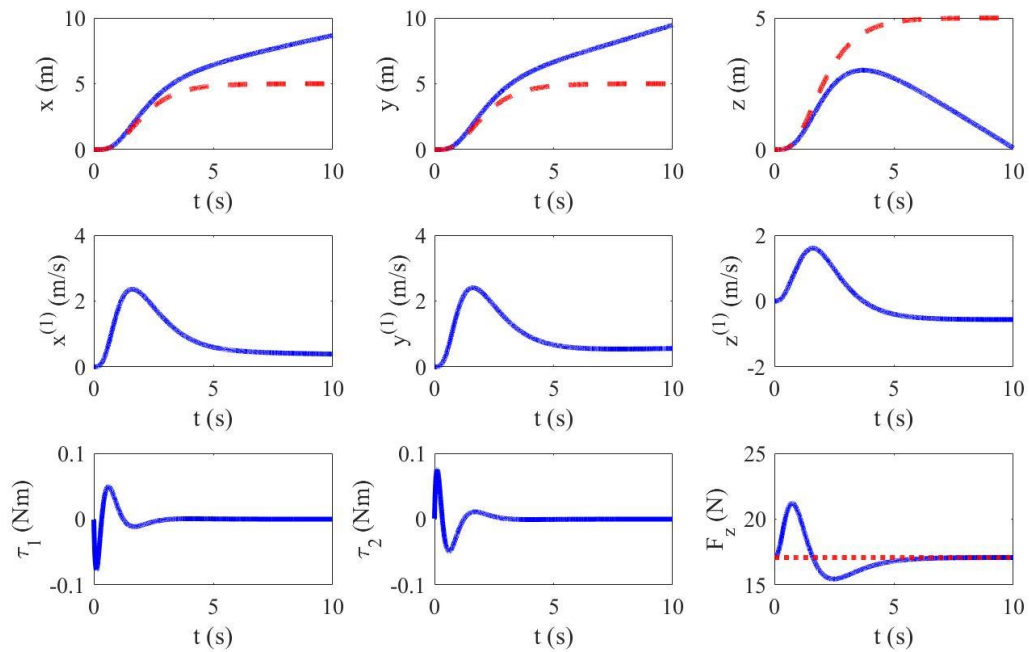 x (m)
10
5
0
0 5 10
t (s)
y (m)
10
5
0
0 5 10
t (s)
z (m)
5
0
0 5 10
t (s)
x(1) (m/s)
4
2
0
0 5 10
t (s)
y(1) (m/s)
4
2
0
0 5 10
t (s)
z(1) (m/s)
2
0
-2
0 5 10
t (s)
τ1 (Nm)
0.1
0
-0.1
0 5 10
t (s)
τ2 (Nm)
0.1
0
-0.1
0 5 10
t (s)
Fz (N)
25
20
15
0 5 10
t (s)